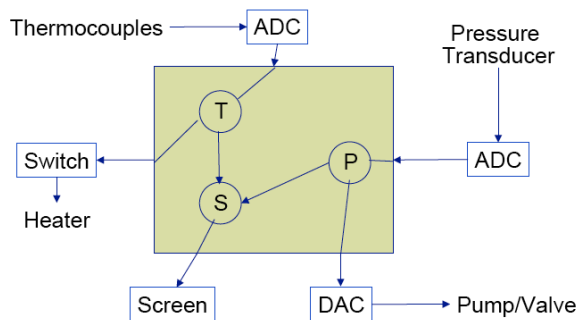 Thermocouples
ADC
Pressure
Transducer
T
Switch
P
ADC
S
Heater
Screen
DAC
Pump/Valve